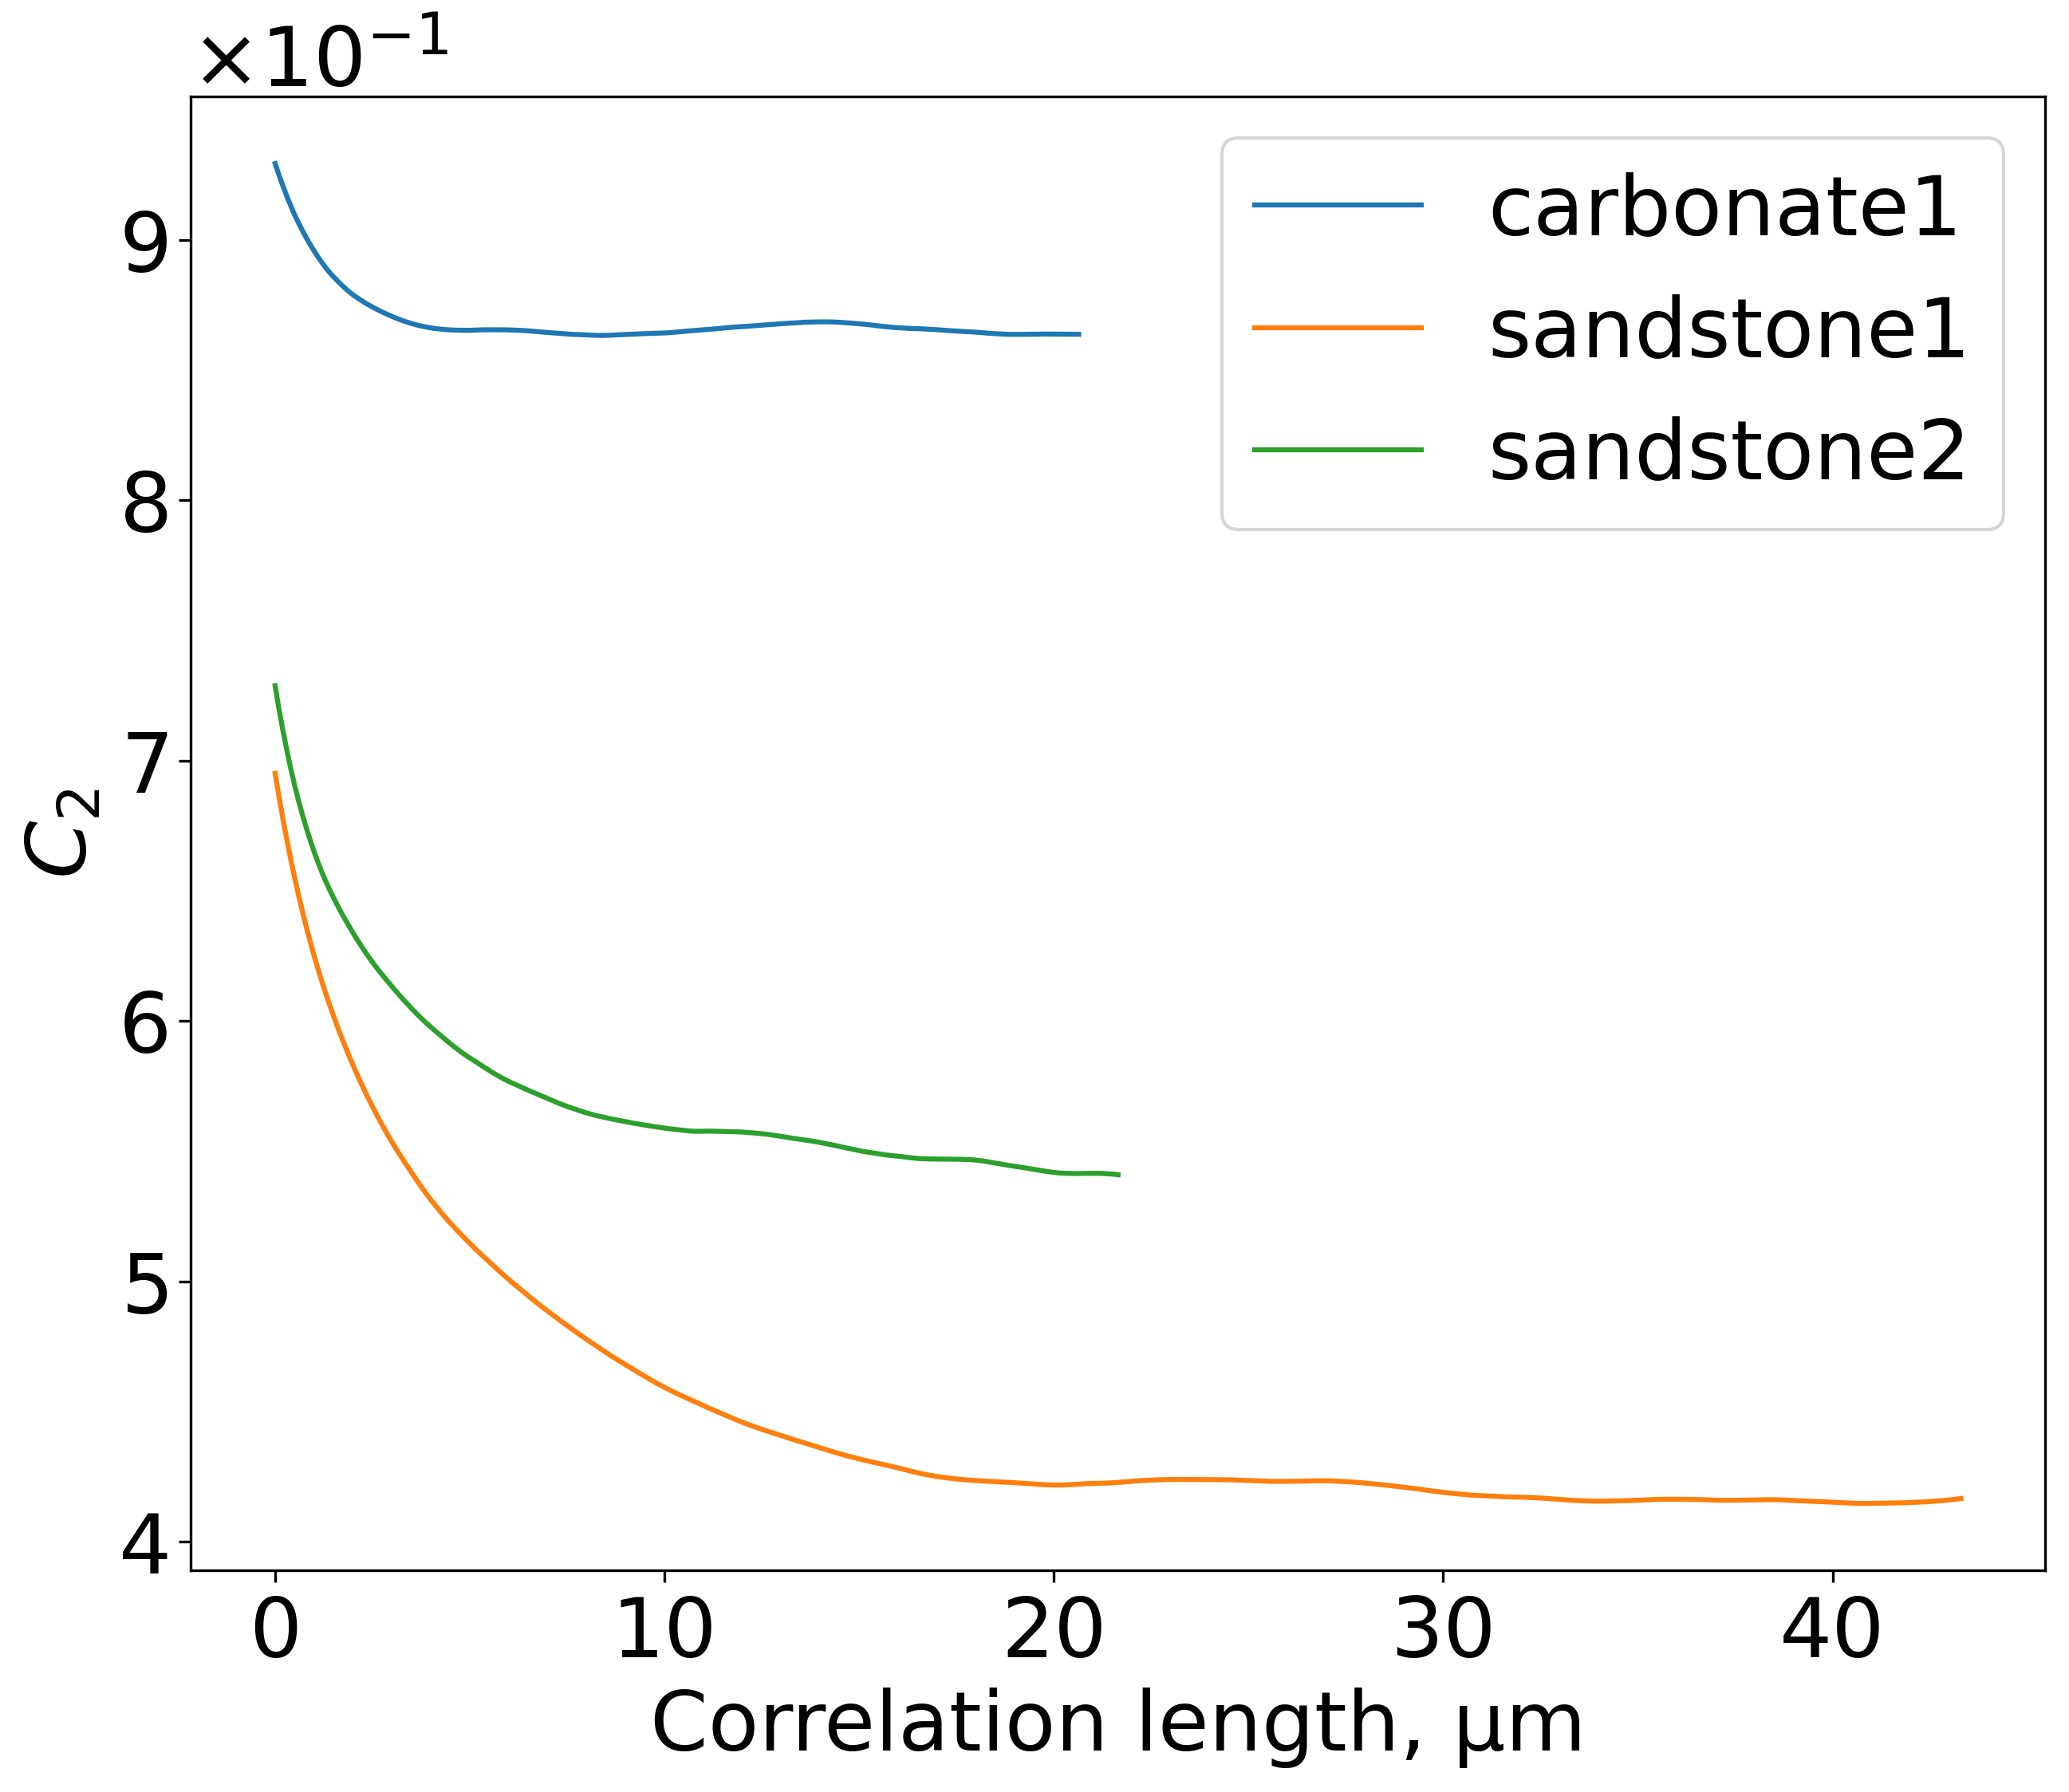 ×10⁻¹
9
8
7
6
5
4
C₂
carbonate1
sandstone1
sandstone2
0 10 20 30 40
Correlation length, µm